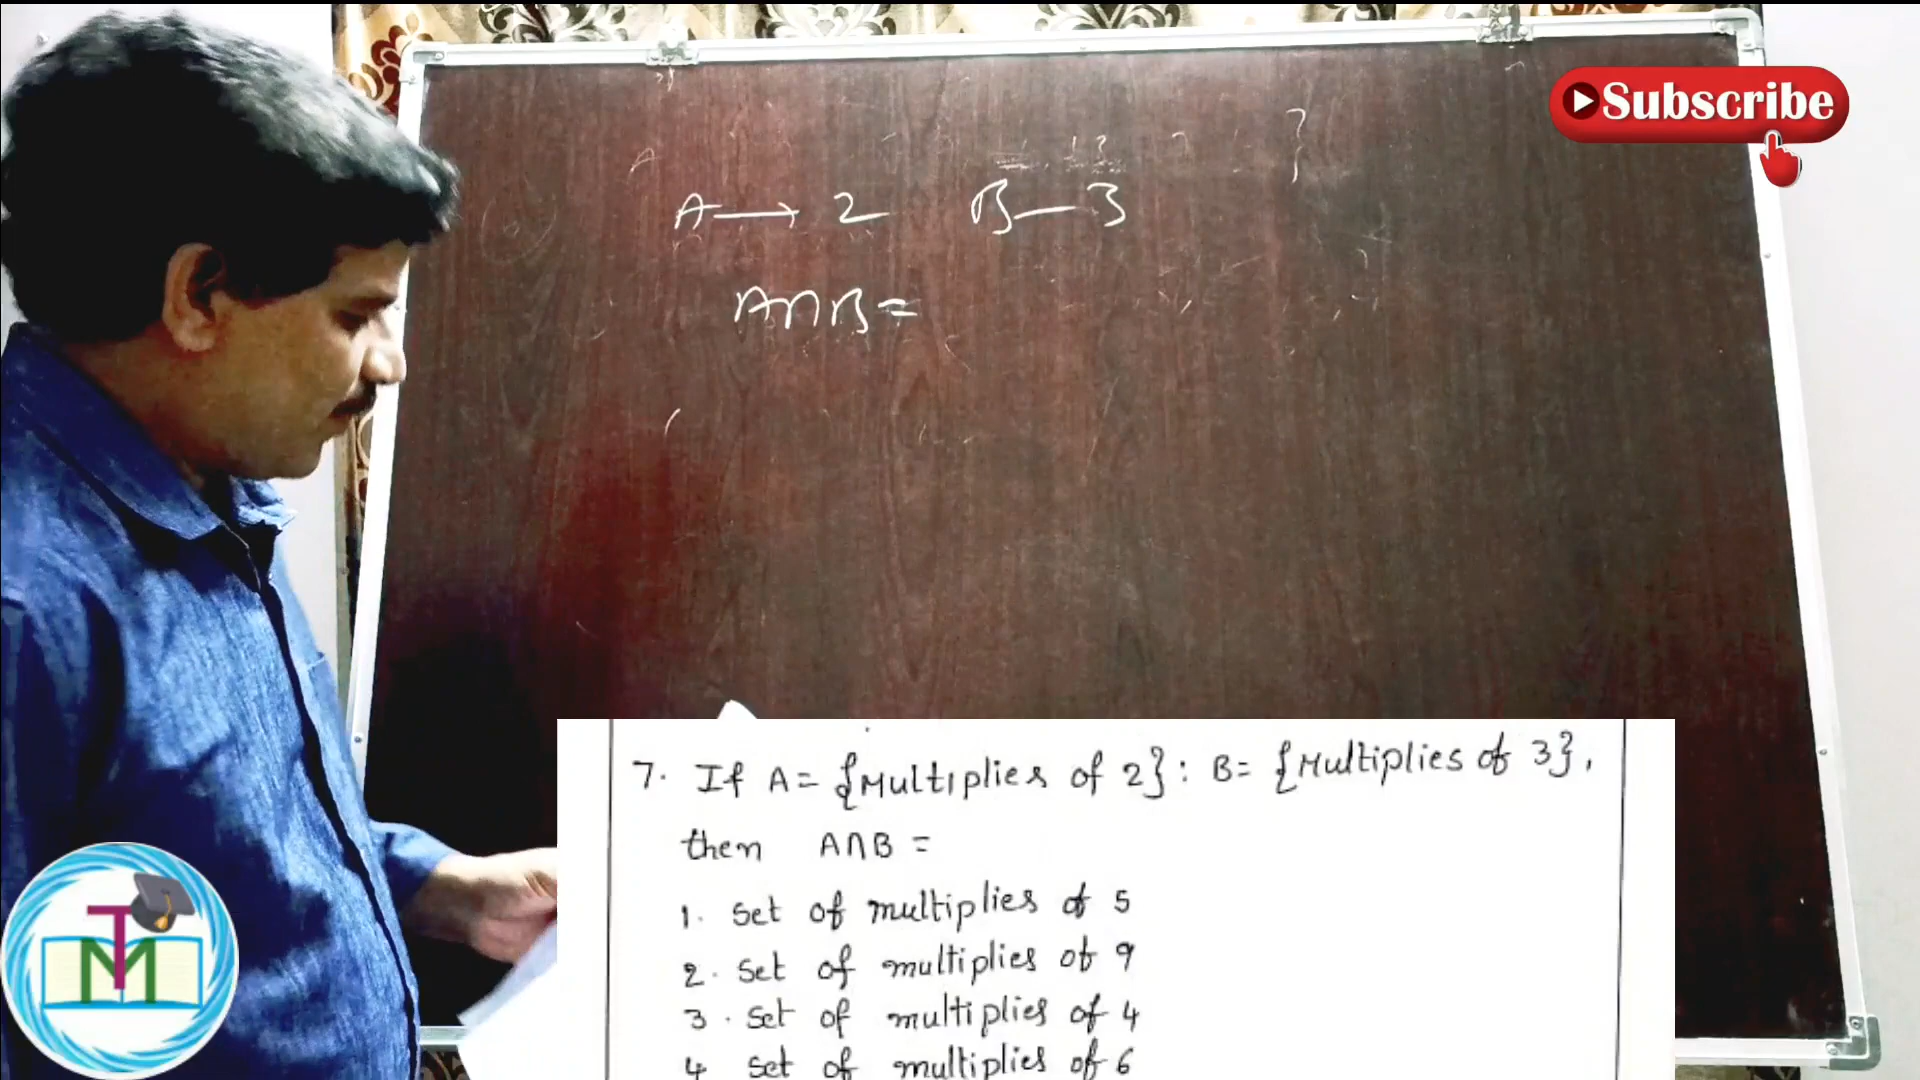 Subscribe
A → 2 B — 3
A∩B=
7. If A= {Multiplies of 2} : B= {Multiplies of 3},
then A∩B =
1. Set of multiplies of 5
2. Set of multiplies of 9
3. Set of multiplies of 4
4 Set of multiplies of 6
TM